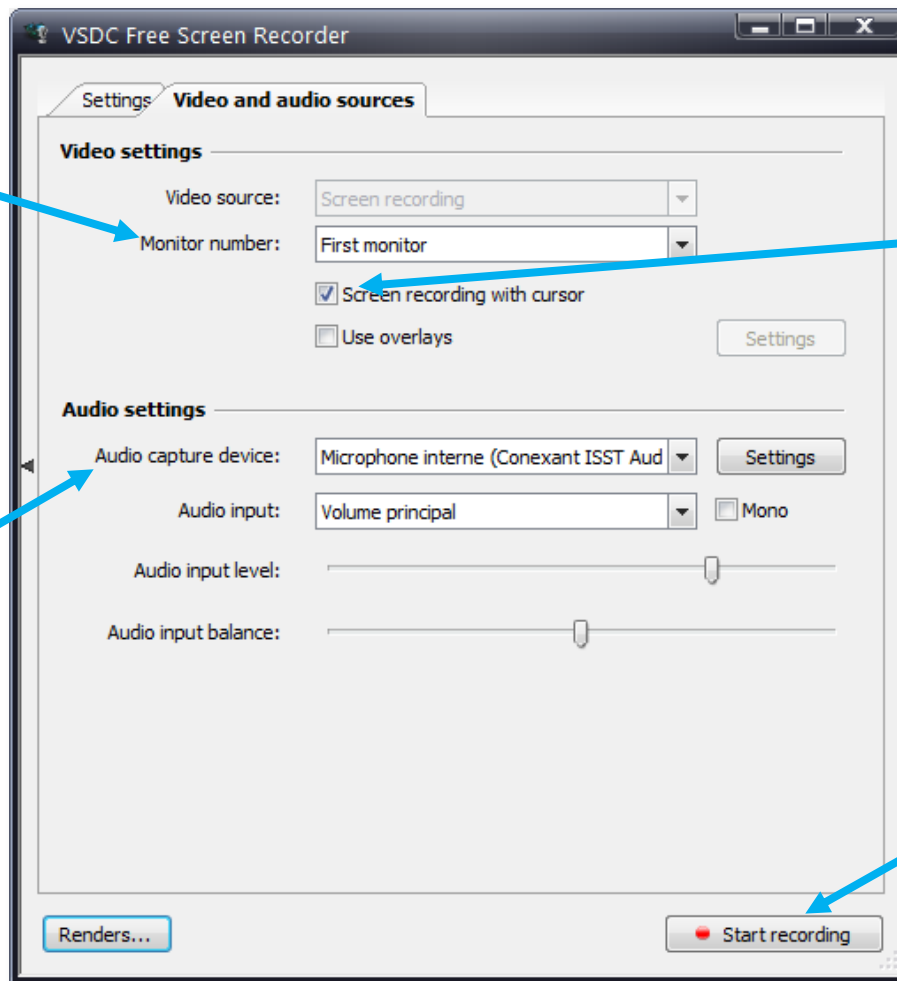 VSDC Free Screen Recorder
Settings Video and audio sources
Video settings
Video source: Screen recording
Monitor number: First monitor
Screen recording with cursor
Use overlays Settings
Audio settings
Audio capture device: Microphone interne (Conexant ISST Aud Settings
Audio input: Volume principal Mono
Audio input level:
Audio input balance:
Renders... Start recording